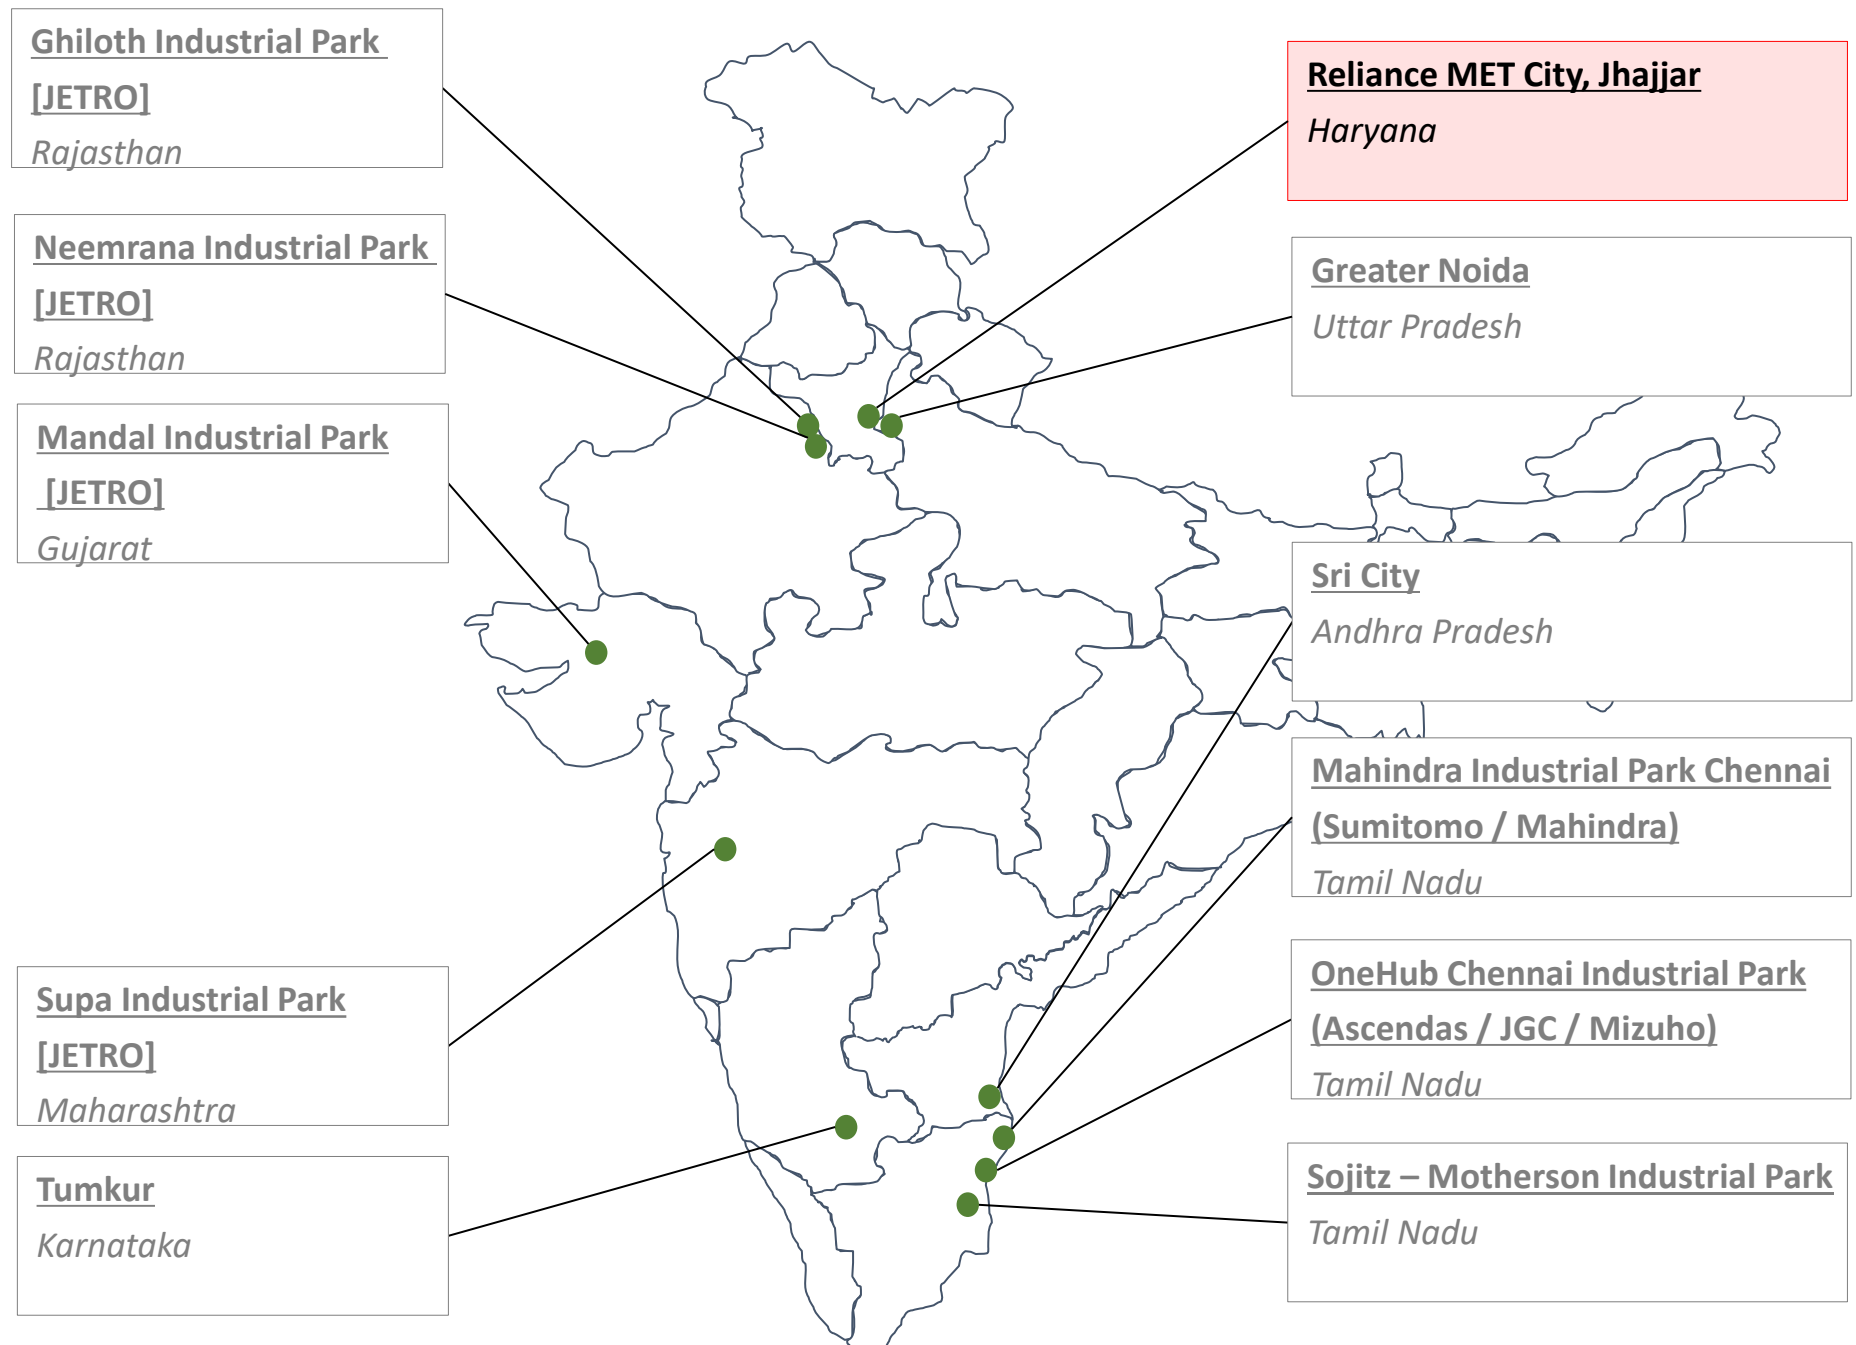 Ghiloth Industrial Park
[JETRO]
Rajasthan
Neemrana Industrial Park
[JETRO]
Rajasthan
Mandal Industrial Park
[JETRO]
Gujarat
Supa Industrial Park
[JETRO]
Maharashtra
Tumkur
Karnataka
Reliance MET City, Jhajjar
Haryana
Greater Noida
Uttar Pradesh
Sri City
Andhra Pradesh
Mahindra Industrial Park Chennai
(Sumitomo / Mahindra)
Tamil Nadu
OneHub Chennai Industrial Park
(Ascendas / JGC / Mizuho)
Tamil Nadu
Sojitz – Motherson Industrial Park
Tamil Nadu